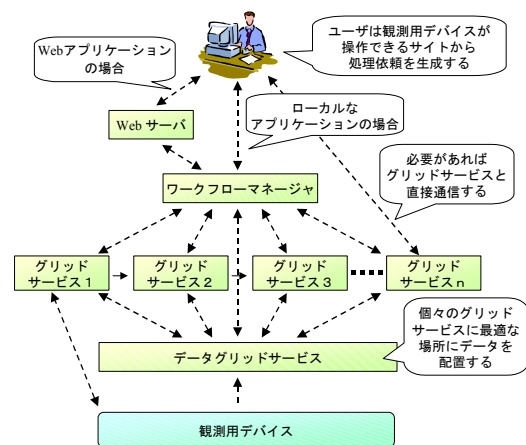 ユーザは観測用デバイスが
操作できるサイトから
処理依頼を生成する
Webアプリケーション
の場合
ローカルな
アプリケーションの場合
Web サーバ
必要があれば
グリッドサービスと
直接通信する
ワークフローマネージャ
グリッド
サービス1
グリッド
サービス2
グリッド
サービス3
グリッド
サービスn
個々のグリッド
サービスに最適な
場所にデータを
配置する
データグリッドサービス
観測用デバイス